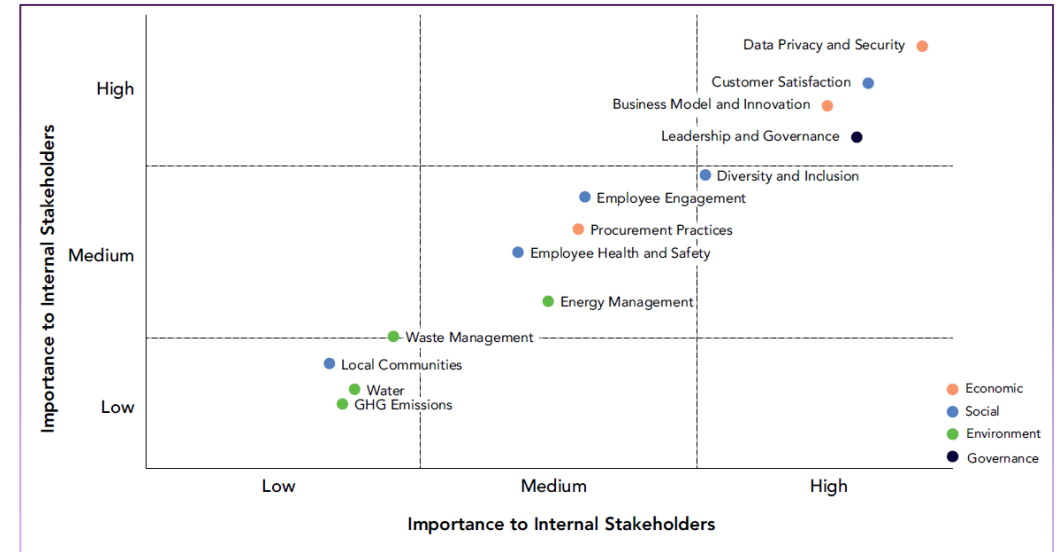 Data Privacy and Security
Customer Satisfaction
High
Business Model and Innovation
Leadership and Governance
Diversity and Inclusion
Employee Engagement
Procurement Practices
Medium
Employee Health and Safety
Energy Management
Waste Management
Local Communities
Water
GHG Emissions
Low
Importance to Internal Stakeholders
Economic
Social
Environment
Governance
Low
Medium
High
Importance to Internal Stakeholders